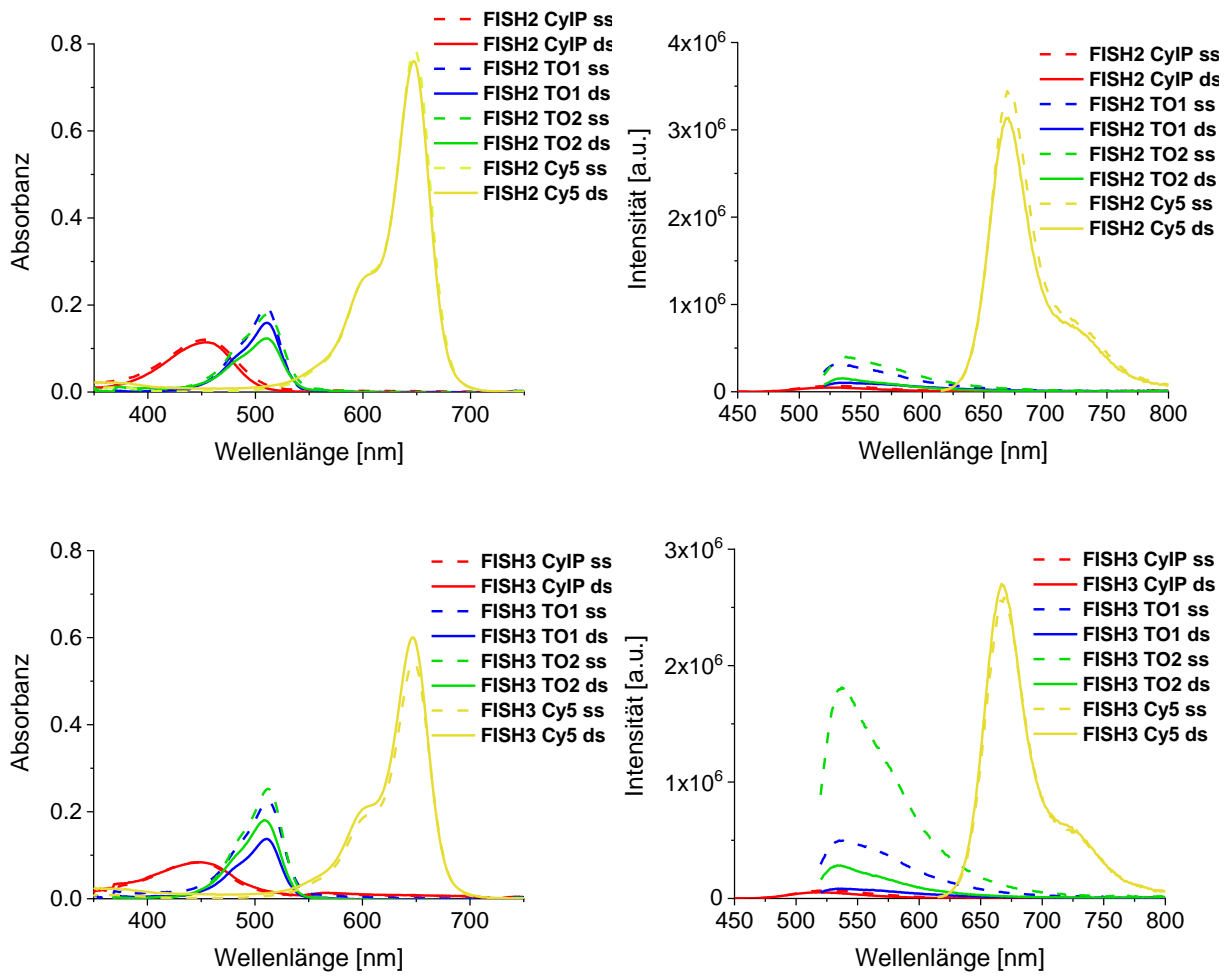 Absorbanz
0.8
0.6
0.4
0.2
0.0
400
500
600
700
Wellenlänge [nm]
FISH2 CyIP ss
FISH2 CyIP ds
FISH2 TO1 ss
FISH2 TO1 ds
FISH2 TO2 ss
FISH2 TO2 ds
FISH2 Cy5 ss
FISH2 Cy5 ds
Intensität [a.u.]
4x10⁶
3x10⁶
2x10⁶
1x10⁶
0
450
500
550
600
650
700
750
800
Wellenlänge [nm]
FISH2 CyIP ss
FISH2 CyIP ds
FISH2 TO1 ss
FISH2 TO1 ds
FISH2 TO2 ss
FISH2 TO2 ds
FISH2 Cy5 ss
FISH2 Cy5 ds
Absorbanz
0.8
0.6
0.4
0.2
0.0
400
500
600
700
Wellenlänge [nm]
FISH3 CyIP ss
FISH3 CyIP ds
FISH3 TO1 ss
FISH3 TO1 ds
FISH3 TO2 ss
FISH3 TO2 ds
FISH3 Cy5 ss
FISH3 Cy5 ds
Intensität [a.u.]
3x10⁶
2x10⁶
1x10⁶
0
450
500
550
600
650
700
750
800
Wellenlänge [nm]
FISH3 CyIP ss
FISH3 CyIP ds
FISH3 TO1 ss
FISH3 TO1 ds
FISH3 TO2 ss
FISH3 TO2 ds
FISH3 Cy5 ss
FISH3 Cy5 ds